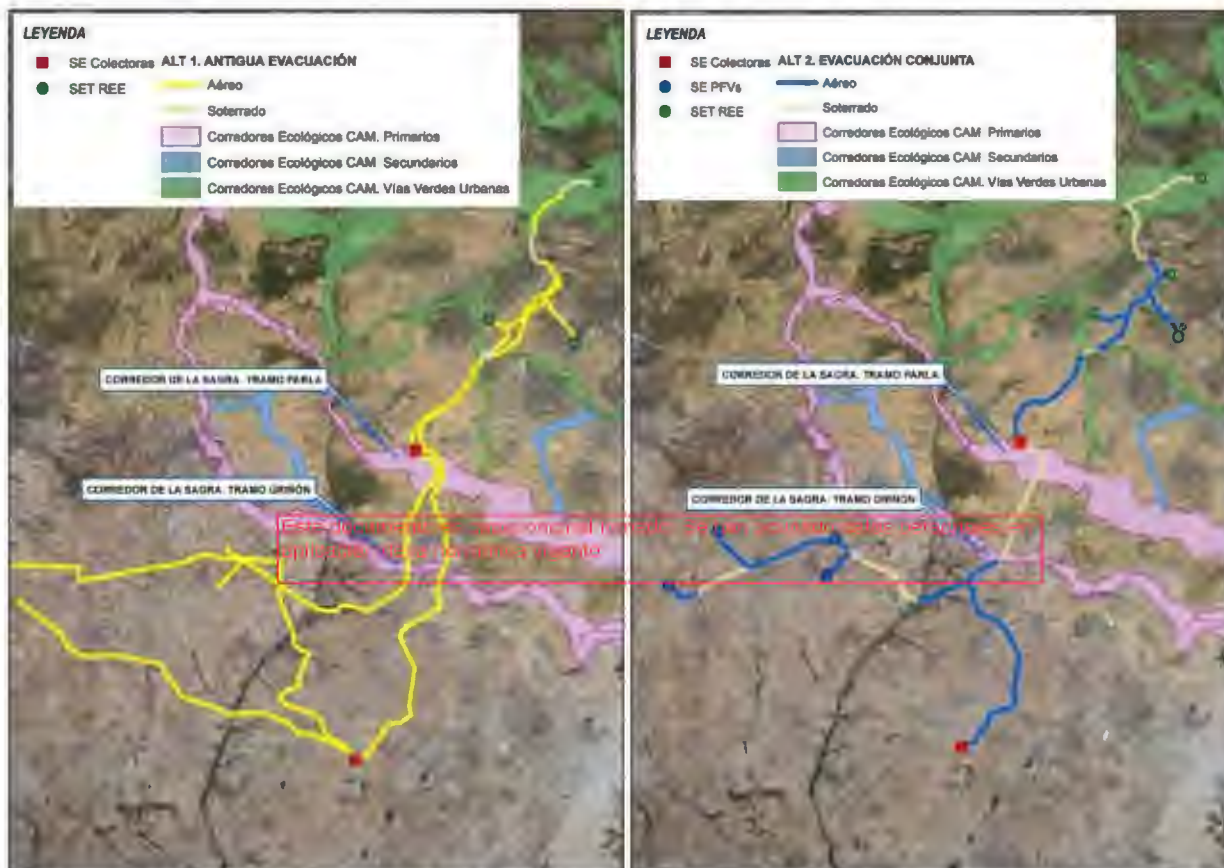 LEYENDA
SE Colectoras
SET REE
ALT 1. ANTIGUA EVACUACIÓN
Aéreo
Soterrado
Corredores Ecológicos CAM. Primarios
Corredores Ecológicos CAM Secundarios
Corredores Ecológicos CAM. Vías Verdes Urbanas
CORREDOR DE LA SAGRA. TRAMO PARLA
CORREDOR DE LA SAGRA. TRAMO GRIÑÓN
LEYENDA
SE Colectoras
SE PFVs
SET REE
ALT 2. EVACUACIÓN CONJUNTA
Aéreo
Soterrado
Corredores Ecológicos CAM Primarios
Corredores Ecológicos CAM Secundarios
Corredores Ecológicos CAM. Vías Verdes Urbanas
CORREDOR DE LA SAGRA. TRAMO PARLA
CORREDOR DE LA SAGRA. TRAMO GRIÑON